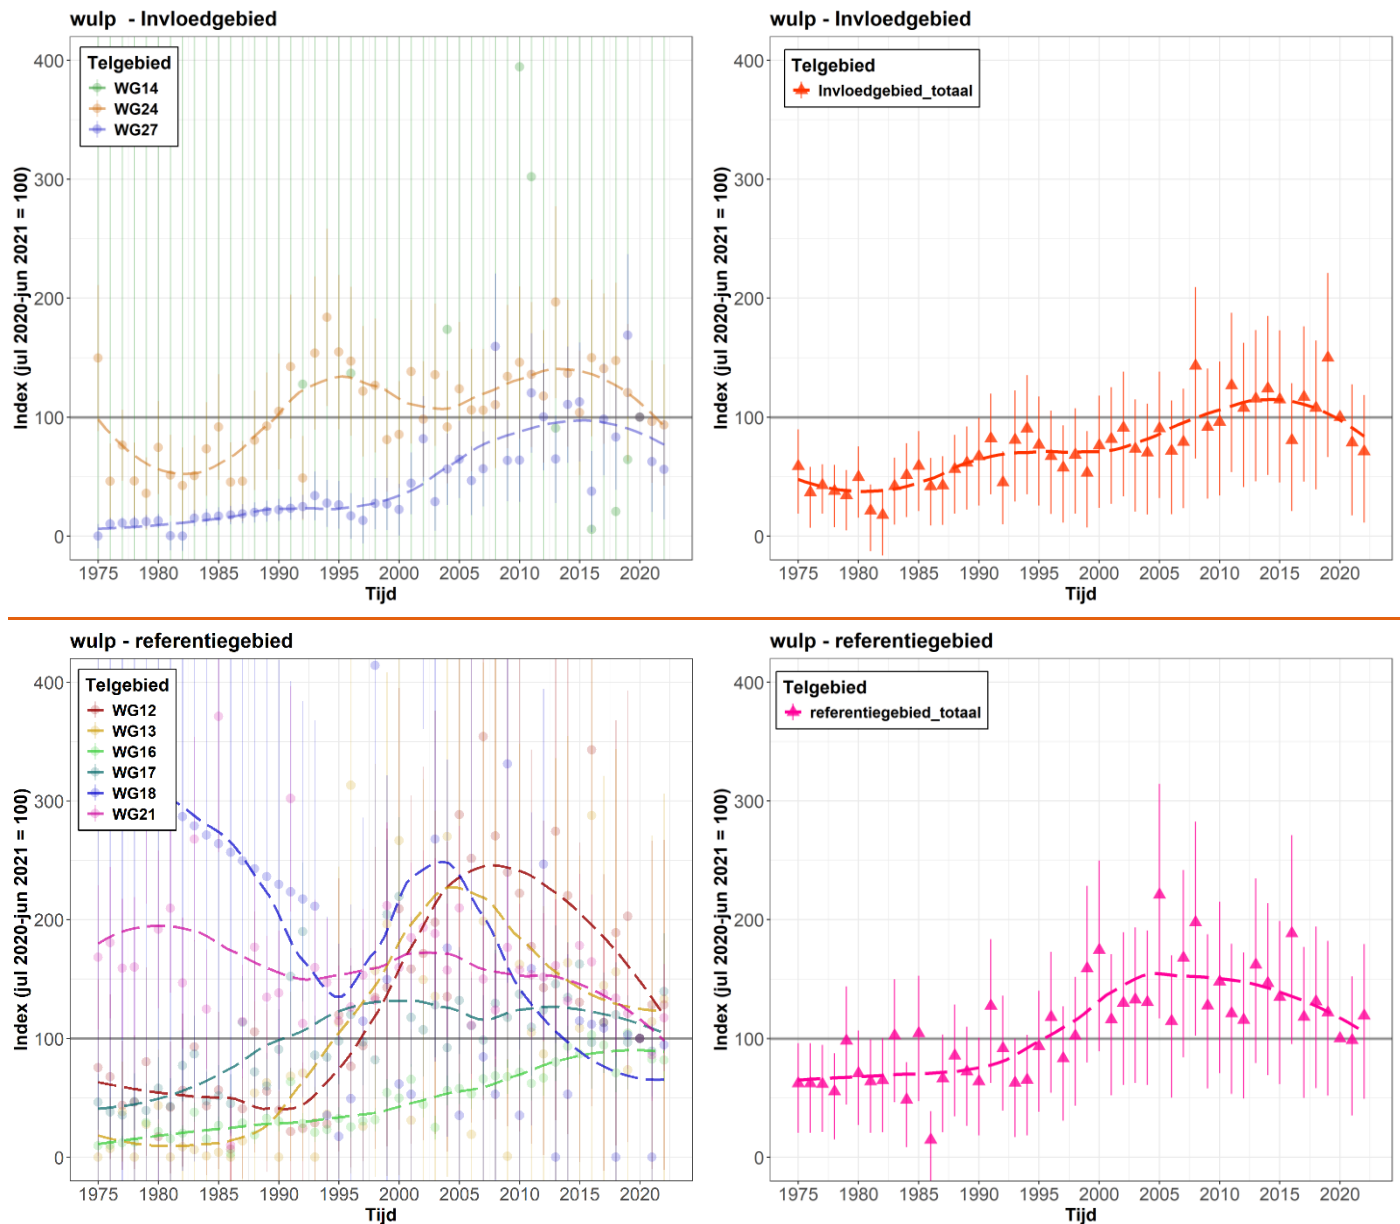 wulp - Invloedgebied
Telgebied
WG14
WG24
WG27
Index (jul 2020-jun 2021 = 100)
400
300
200
100
0
1975 1980 1985 1990 1995 2000 2005 2010 2015 2020
Tijd
wulp - Invloedgebied
Telgebied
Invloedgebied_totaal
Index (jul 2020-jun 2021 = 100)
400
300
200
100
0
1975 1980 1985 1990 1995 2000 2005 2010 2015 2020
Tijd
wulp - referentiegebied
Telgebied
WG12
WG13
WG16
WG17
WG18
WG21
Index (jul 2020-jun 2021 = 100)
400
300
200
100
0
1975 1980 1985 1990 1995 2000 2005 2010 2015 2020
Tijd
wulp - referentiegebied
Telgebied
referentiegebied_totaal
Index (jul 2020-jun 2021 = 100)
400
300
200
100
0
1975 1980 1985 1990 1995 2000 2005 2010 2015 2020
Tijd